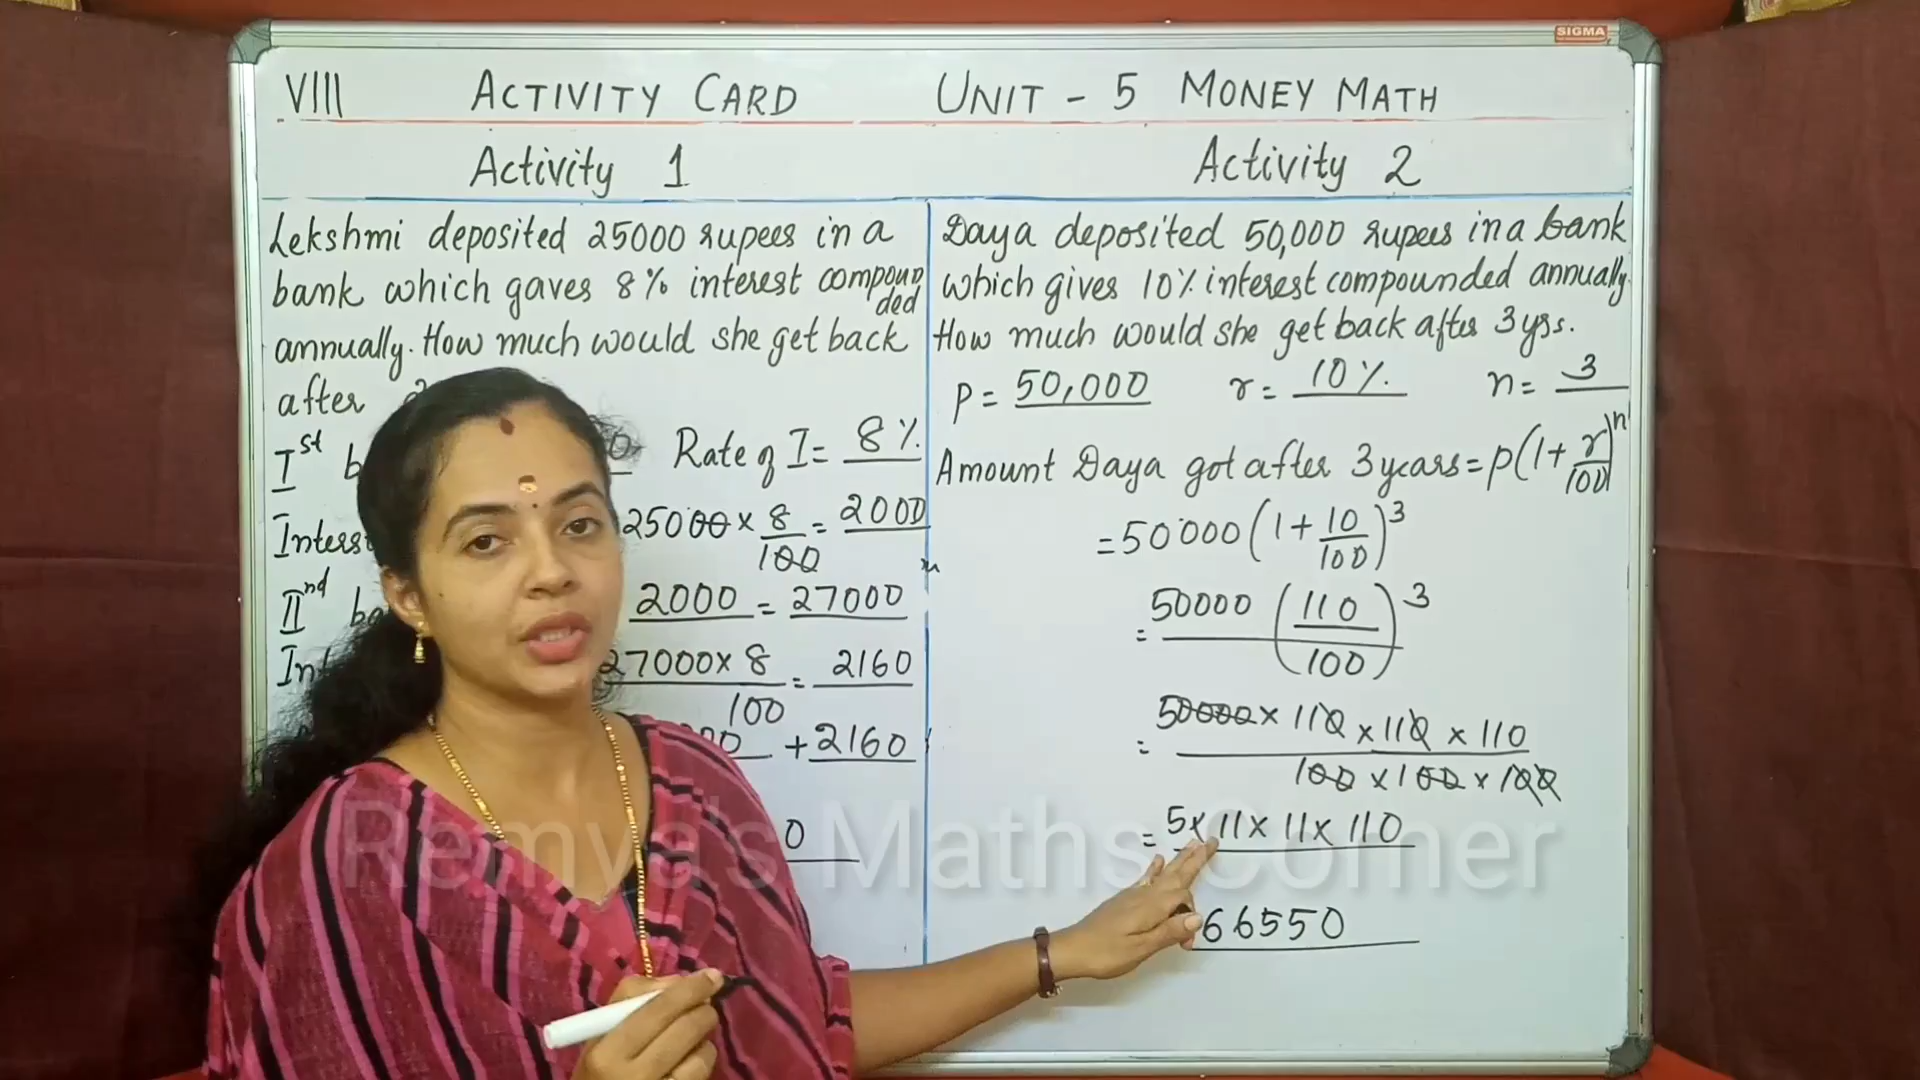 SIGMA
VIII ACTIVITY CARD UNIT - 5 MONEY MATH
Activity 1
Lekshmi deposited 25000 rupees in a
bank which gaves 8% interest compoun
ded
annually. How much would she get back
after
Ist Rate of I = 8%
25000 × 8/100 = 2000
IInd 2000 = 27000
27000 × 8/100 = 2160
+ 2160
0
Activity 2
Daya deposited 50,000 rupees in a bank
which gives 10% interest compounded annually.
How much would she get back after 3 yrs.
P = 50,000 r = 10% n = 3
Amount Daya got after 3 years = P(1 + r/100)^n
= 50000 (1 + 10/100)^3
= 50000 (110/100)^3
= 50000 × 110 × 110 × 110 / 100 × 100 × 100
= 5 × 11 × 11 × 110
66550
Remya's Maths Corner